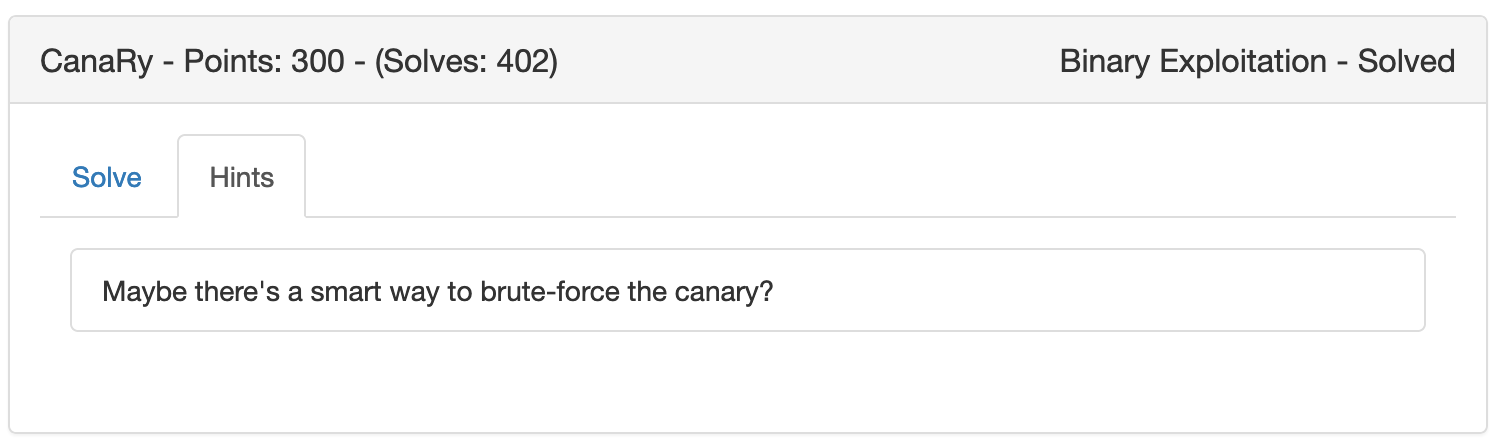 CanaRy - Points: 300 - (Solves: 402) Binary Exploitation - Solved
Solve Hints
Maybe there's a smart way to brute-force the canary?